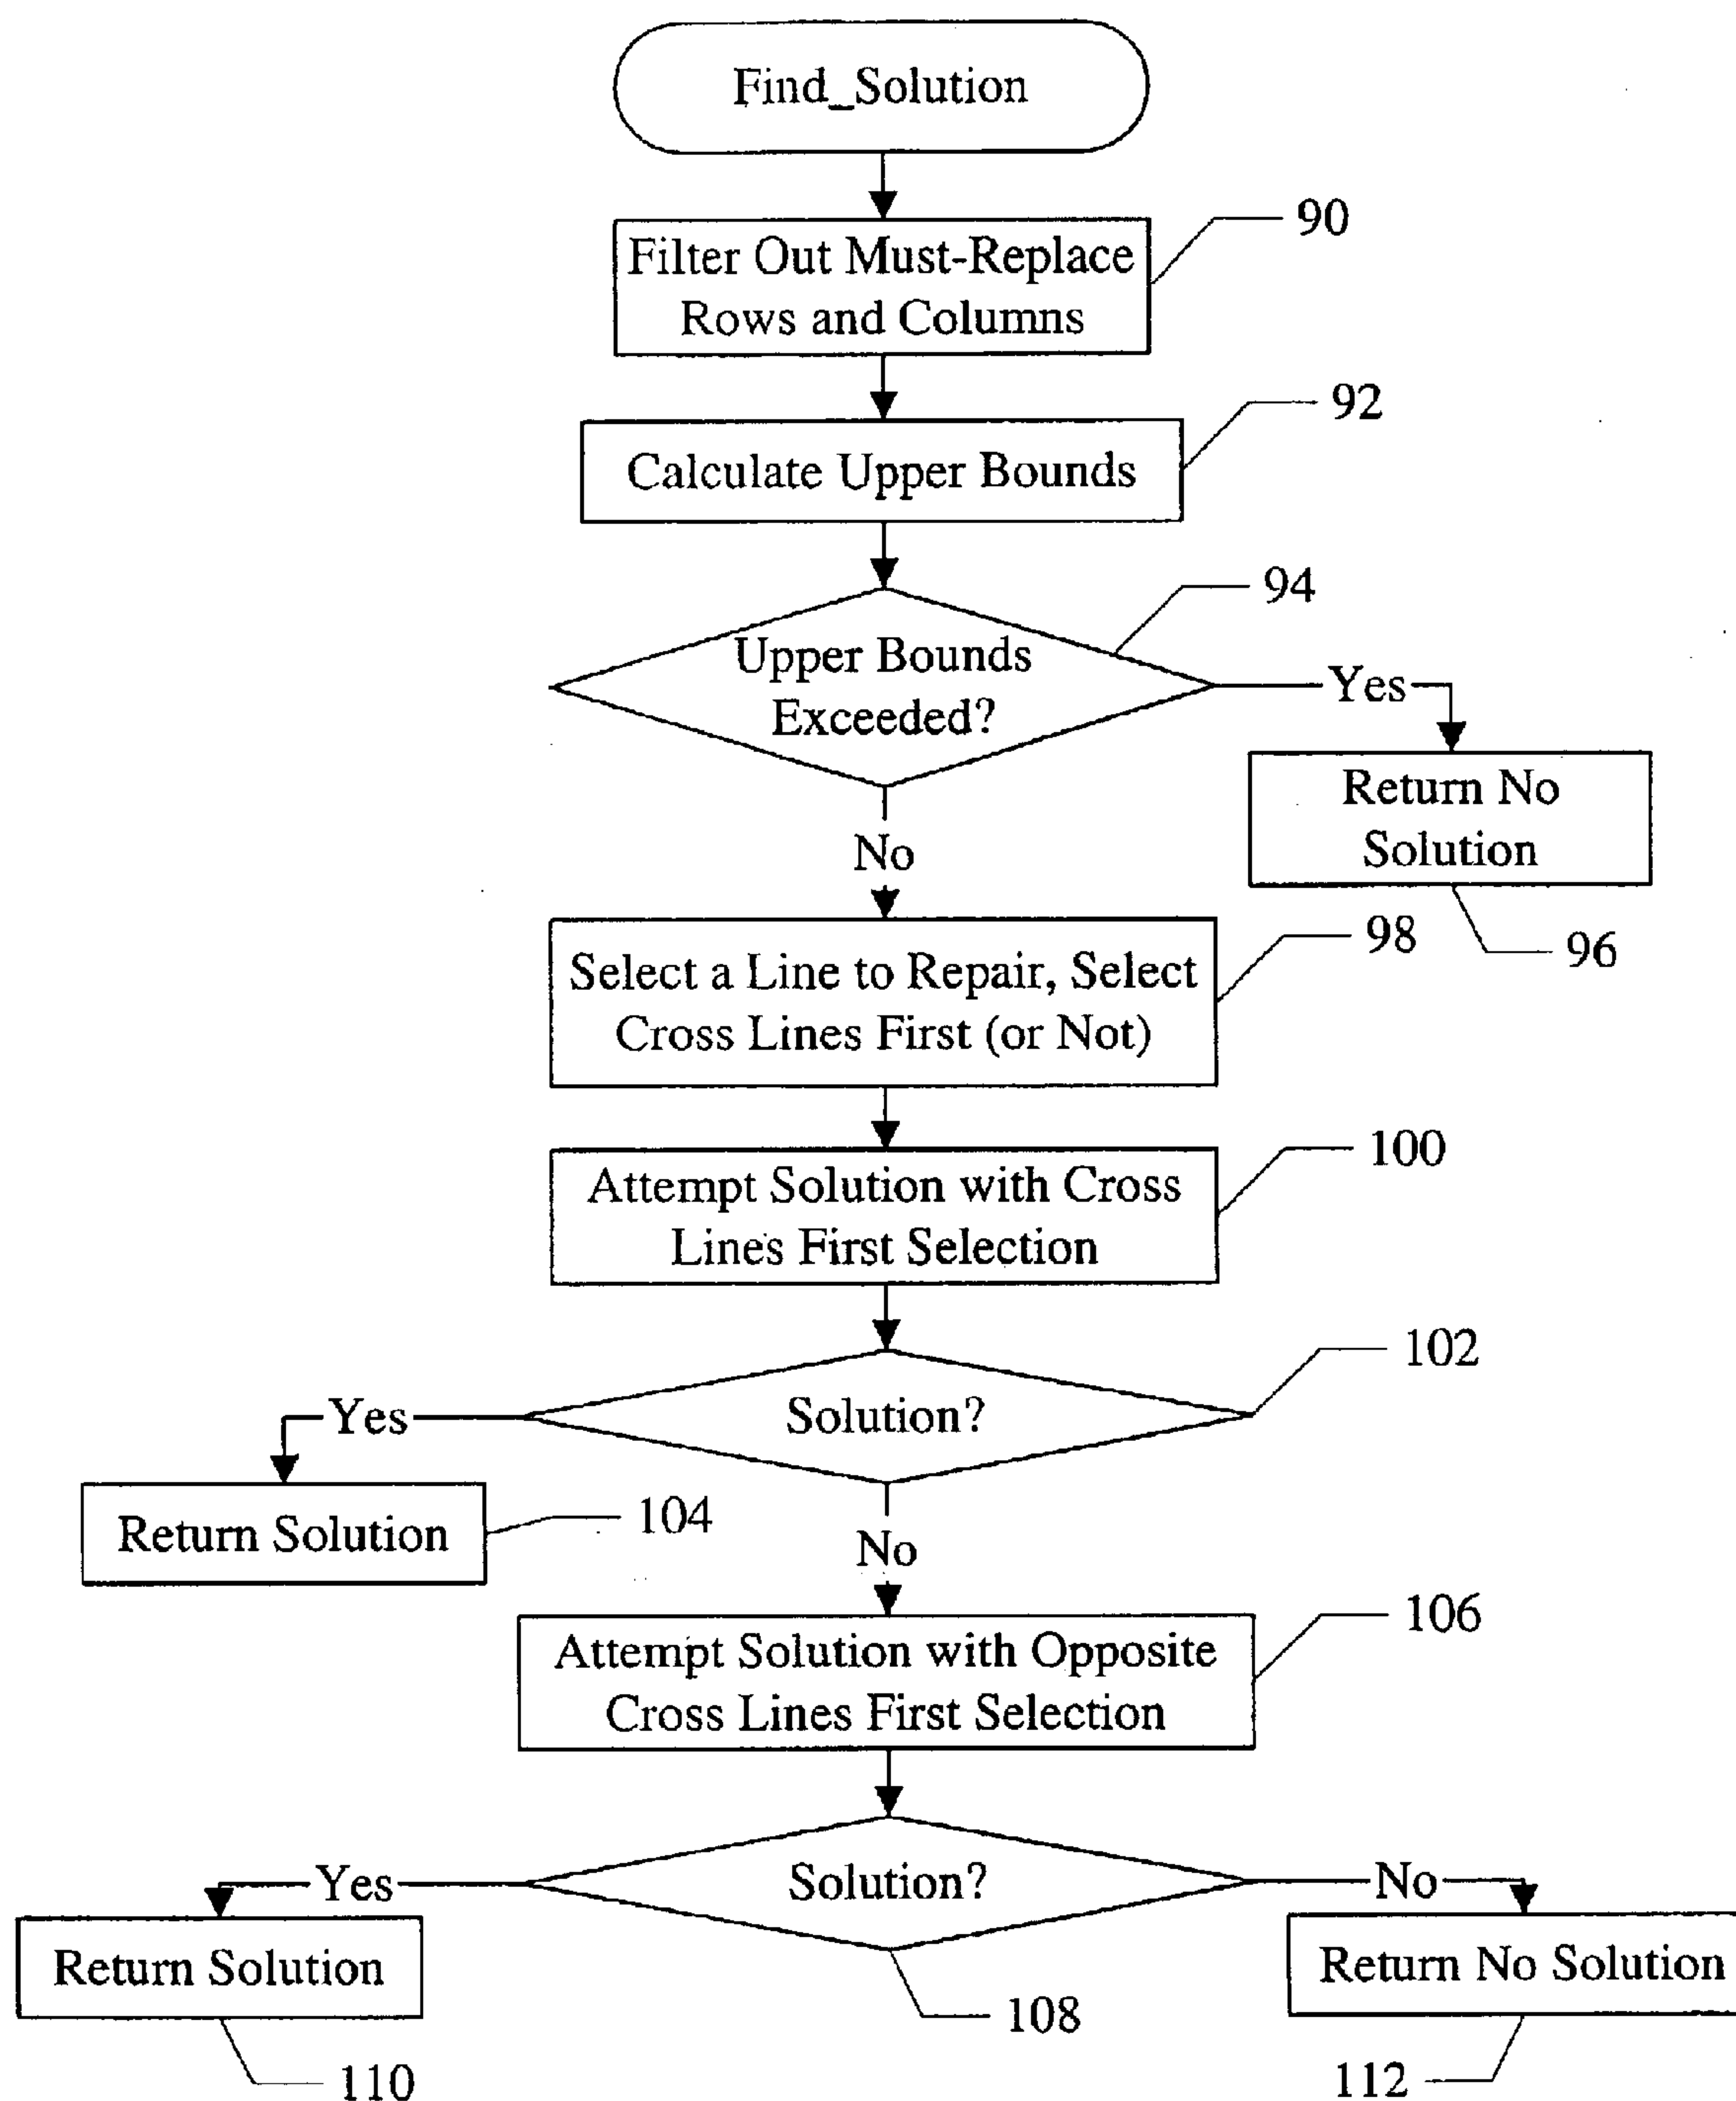 Find_Solution
90
Filter Out Must-Replace
Rows and Columns
92
Calculate Upper Bounds
94
Upper Bounds
Exceeded?
Yes
Return No
Solution
96
No
98
Select a Line to Repair, Select
Cross Lines First (or Not)
100
Attempt Solution with Cross
Lines First Selection
102
Solution?
Yes
Return Solution
104
No
106
Attempt Solution with Opposite
Cross Lines First Selection
Solution?
Yes
No
Return Solution
Return No Solution
108
110
112